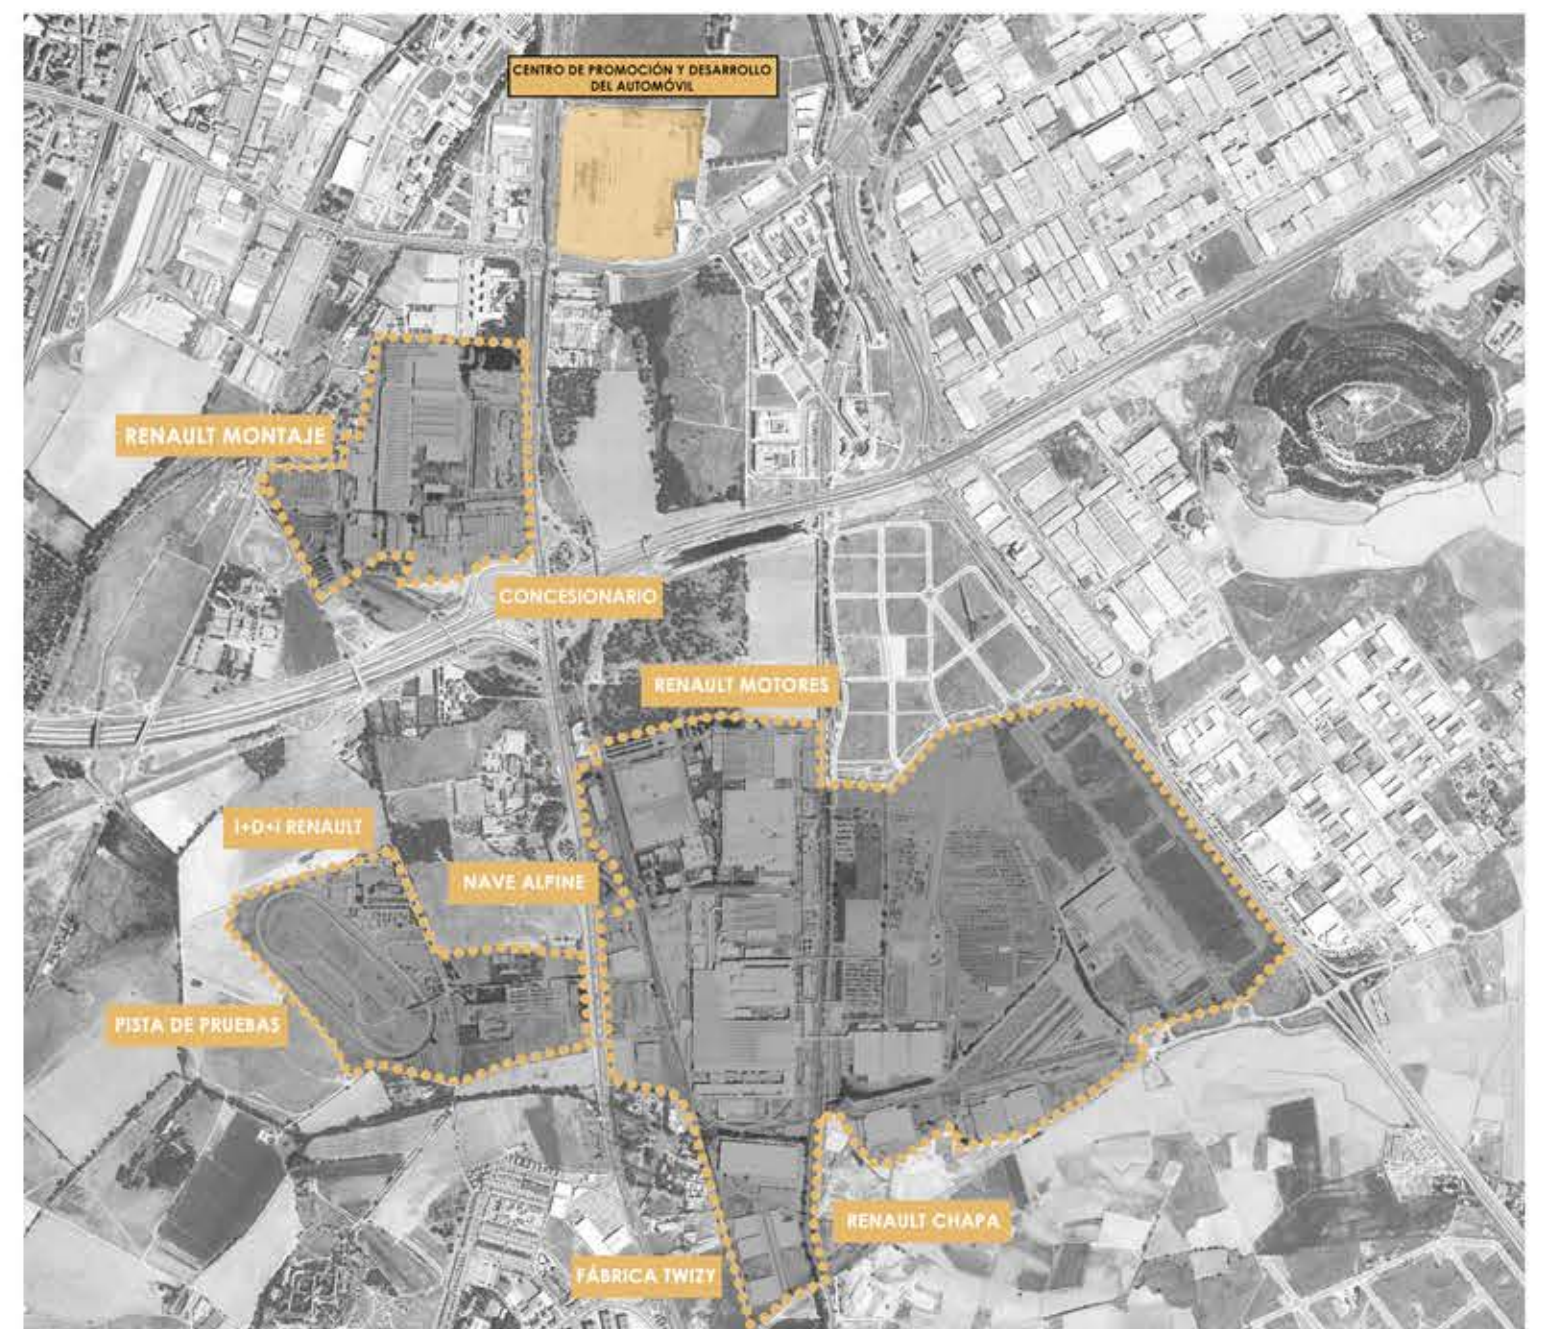 CENTRO DE PROMOCIÓN Y DESARROLLO
DEL AUTOMÓVIL
RENAULT MONTAJE
CONCESIONARIO
RENAULT MOTORES
I+D+I RENAULT
NAVE ALPINE
PISTA DE PRUEBAS
RENAULT CHAPA
FÁBRICA TWIZY